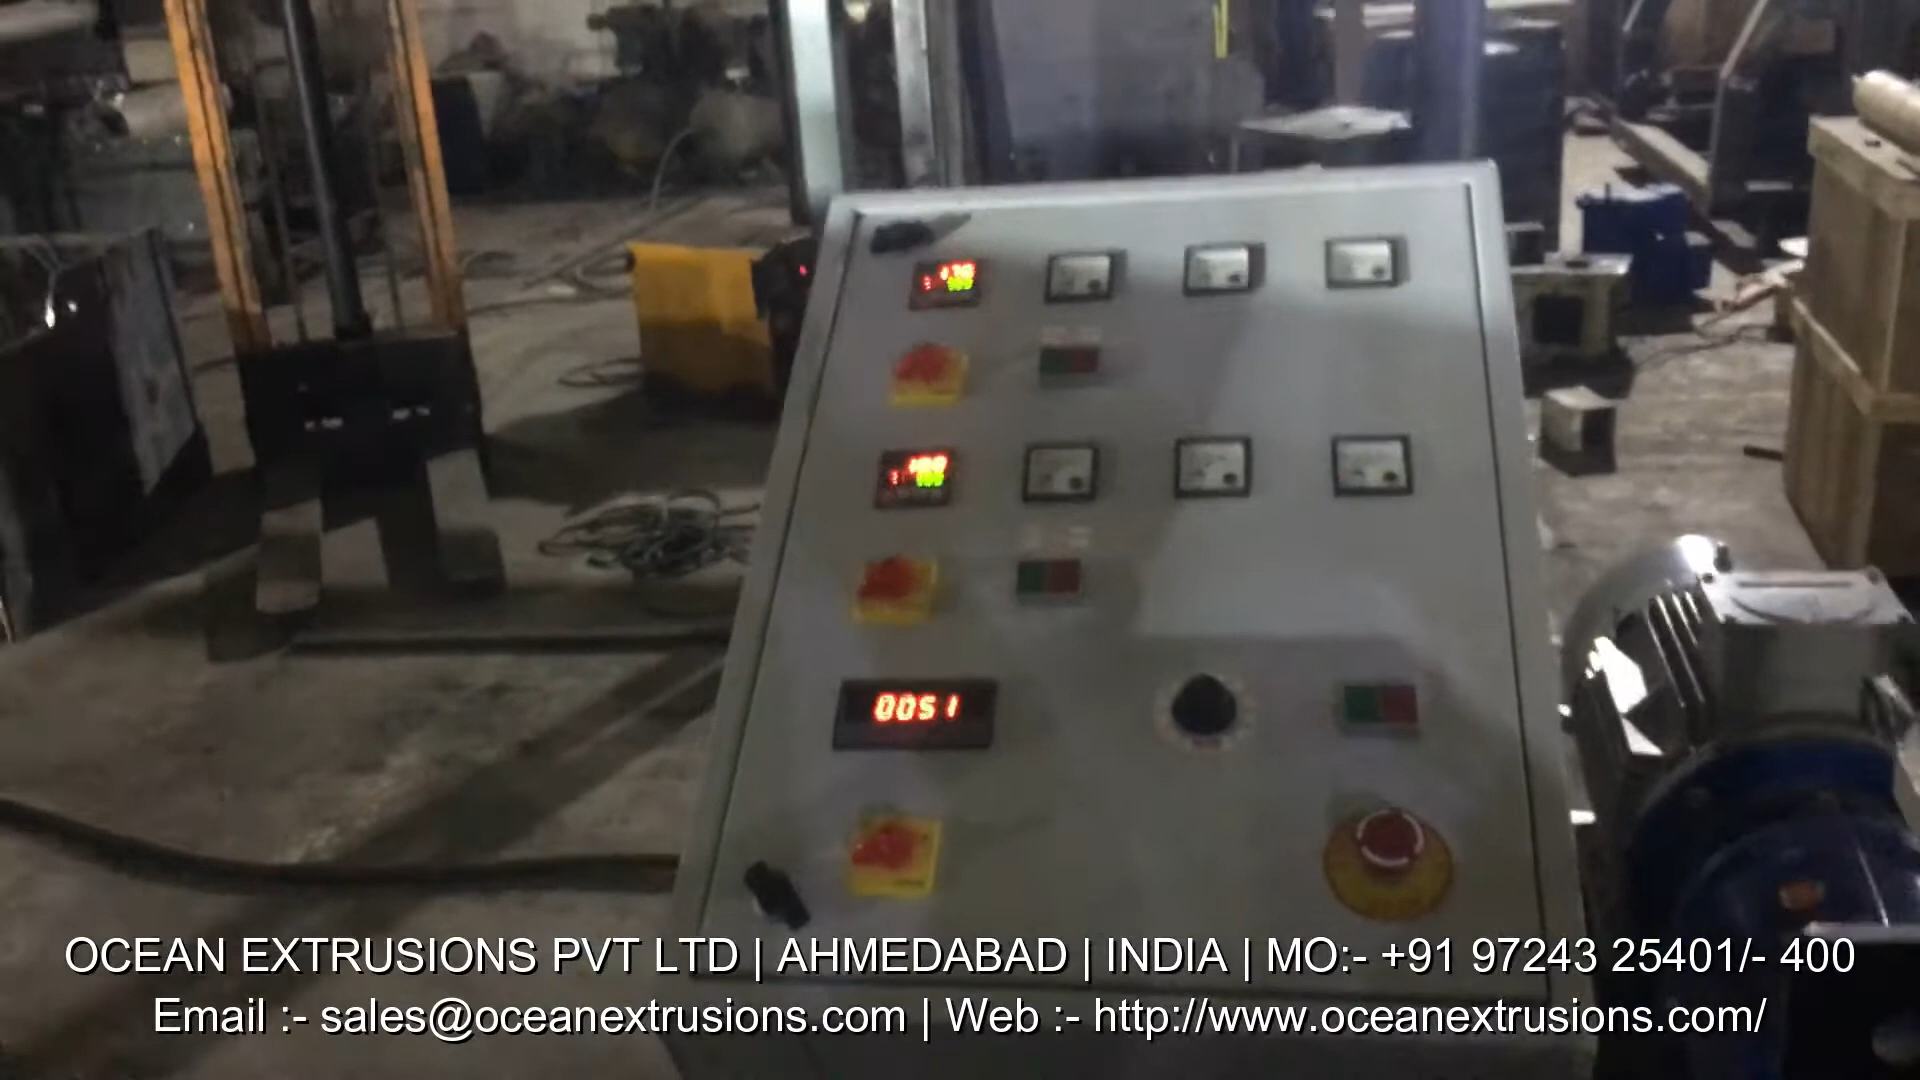 0051
OCEAN EXTRUSIONS PVT LTD | AHMEDABAD | INDIA | MO:- +91 97243 25401/- 400
Email :- sales@oceanextrusions.com | Web :- http://www.oceanextrusions.com/